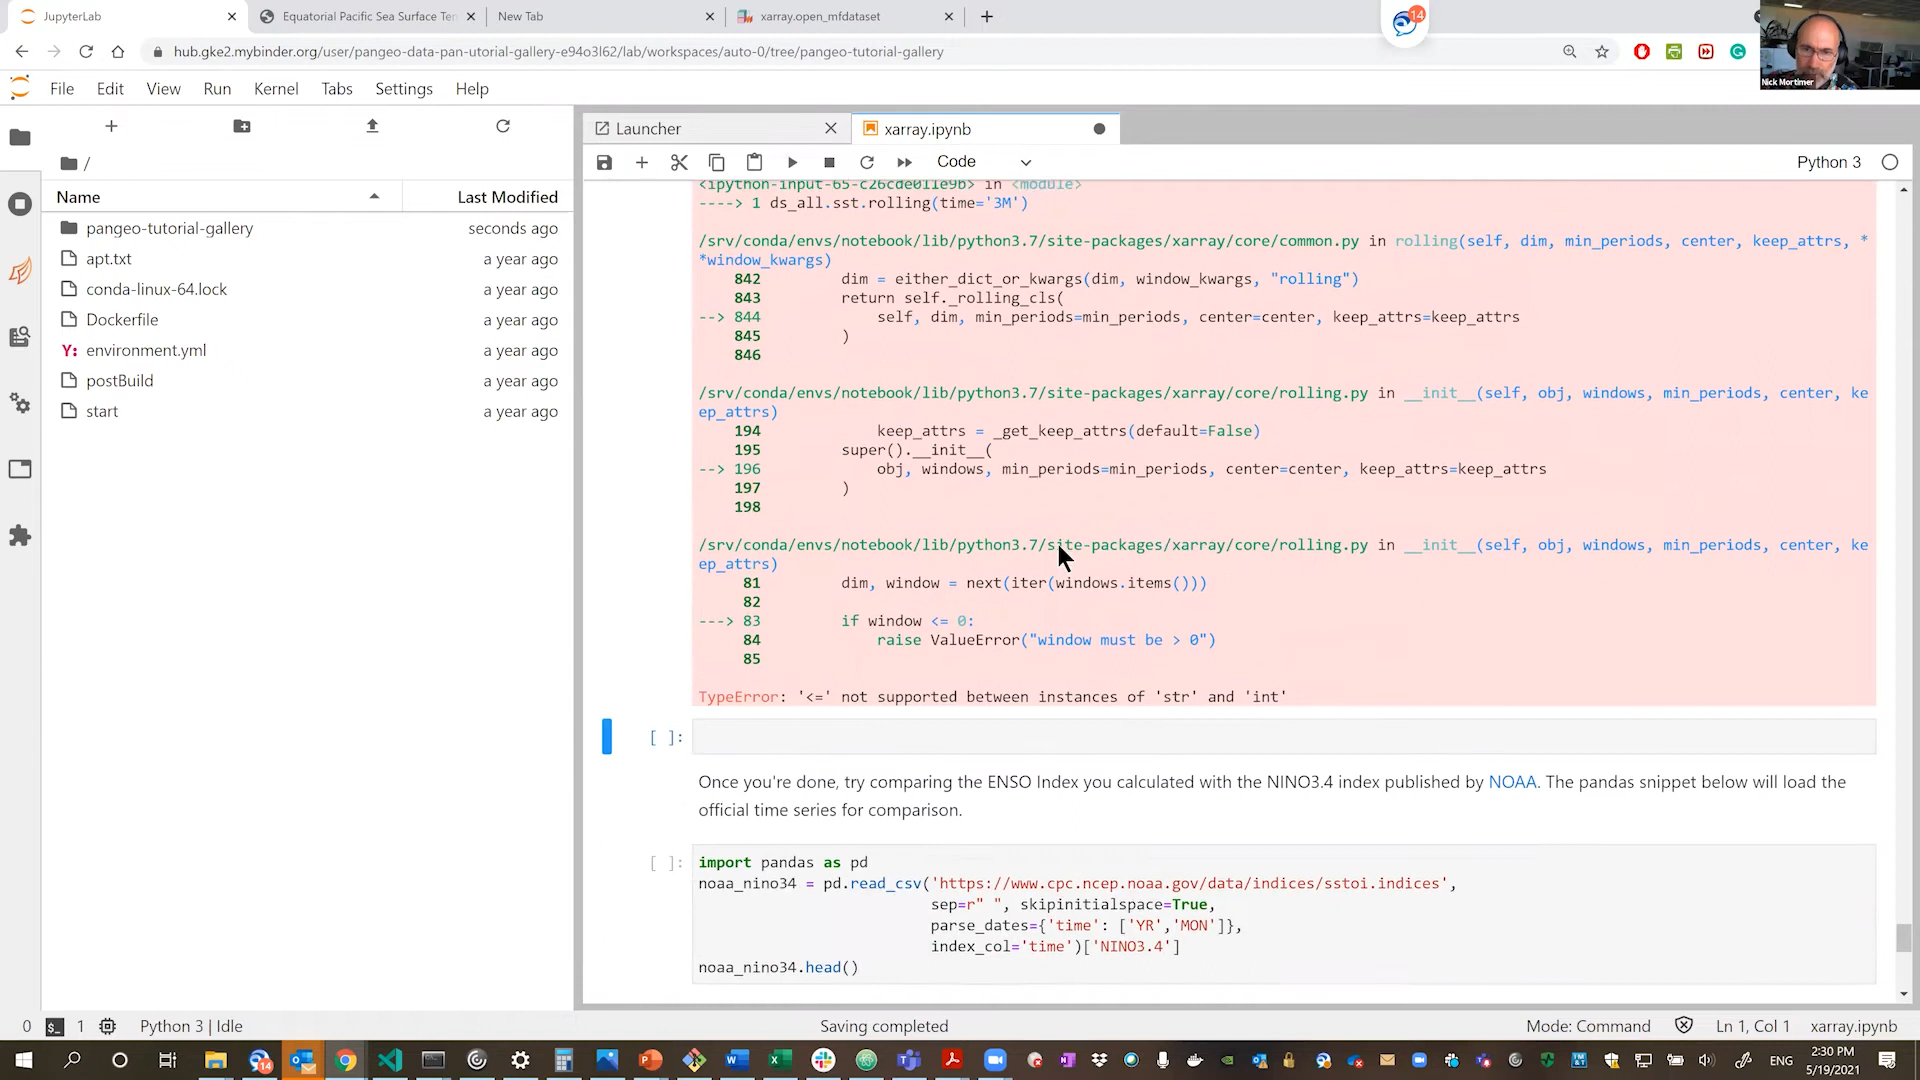 JupyterLab
Equatorial Pacific Sea Surface Ter
New Tab
xarray.open_mfdataset
14
hub.gke2.mybinder.org/user/pangeo-data-pan-utorial-gallery-e94o3l62/lab/workspaces/auto-0/tree/pangeo-tutorial-gallery
Nick Mortimer
File Edit View Run Kernel Tabs Settings Help
Launcher
xarray.ipynb
Code
Python 3
/
Name Last Modified
pangeo-tutorial-gallery seconds ago
apt.txt a year ago
conda-linux-64.lock a year ago
Dockerfile a year ago
Y: environment.yml a year ago
postBuild a year ago
start a year ago
<ipython-input-65-c26cde011e9b> in <module>
----> 1 ds_all.sst.rolling(time='3M')
/srv/conda/envs/notebook/lib/python3.7/site-packages/xarray/core/common.py in rolling(self, dim, min_periods, center, keep_attrs, *
*window_kwargs)
842 dim = either_dict_or_kwargs(dim, window_kwargs, "rolling")
843 return self._rolling_cls(
--> 844 self, dim, min_periods=min_periods, center=center, keep_attrs=keep_attrs
845 )
846
/srv/conda/envs/notebook/lib/python3.7/site-packages/xarray/core/rolling.py in __init__(self, obj, windows, min_periods, center, ke
ep_attrs)
194 keep_attrs = _get_keep_attrs(default=False)
195 super().__init__(
--> 196 obj, windows, min_periods=min_periods, center=center, keep_attrs=keep_attrs
197 )
198
/srv/conda/envs/notebook/lib/python3.7/site-packages/xarray/core/rolling.py in __init__(self, obj, windows, min_periods, center, ke
ep_attrs)
81 dim, window = next(iter(windows.items()))
82
---> 83 if window <= 0:
84 raise ValueError("window must be > 0")
85
TypeError: '<=' not supported between instances of 'str' and 'int'
[ ]:
Once you're done, try comparing the ENSO Index you calculated with the NINO3.4 index published by NOAA. The pandas snippet below will load the
official time series for comparison.
[ ]:
import pandas as pd
noaa_nino34 = pd.read_csv('https://www.cpc.ncep.noaa.gov/data/indices/sstoi.indices',
sep=r" ", skipinitialspace=True,
parse_dates={'time': ['YR','MON']},
index_col='time')['NINO3.4']
noaa_nino34.head()
0 1 Python 3 | Idle
Saving completed
Mode: Command
Ln 1, Col 1
xarray.ipynb
ENG
2:30 PM
5/19/2021